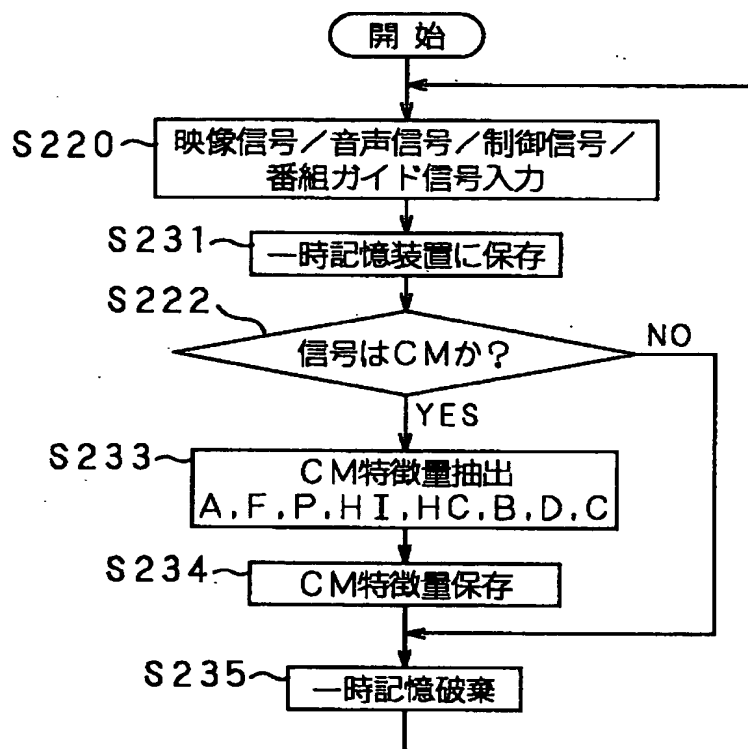 開始
S220
映像信号／音声信号／制御信号／
番組ガイド信号入力
S231
一時記憶装置に保存
S222
信号はCMか？
NO
YES
S233
CM特徴量抽出
A,F,P,HI,HC,B,D,C
S234
CM特徴量保存
S235
一時記憶破棄